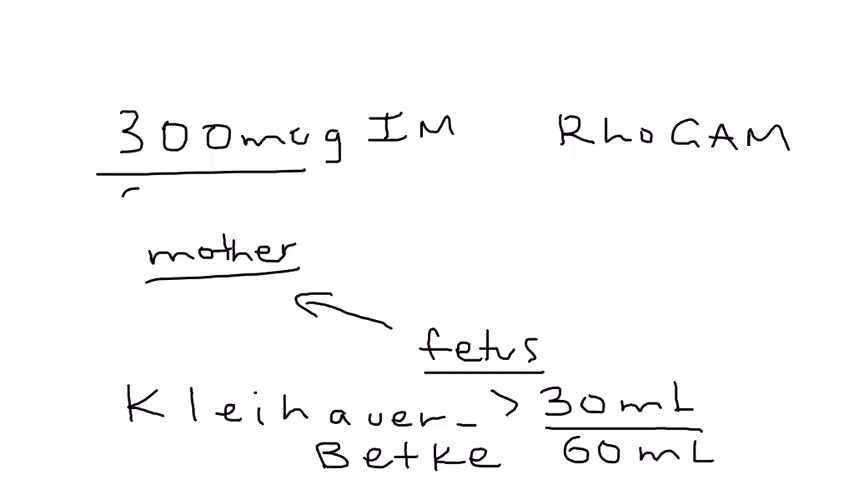 300mcg IM RhoGAM
mother
fetus
Kleihauer- > 30mL
Betke 60mL